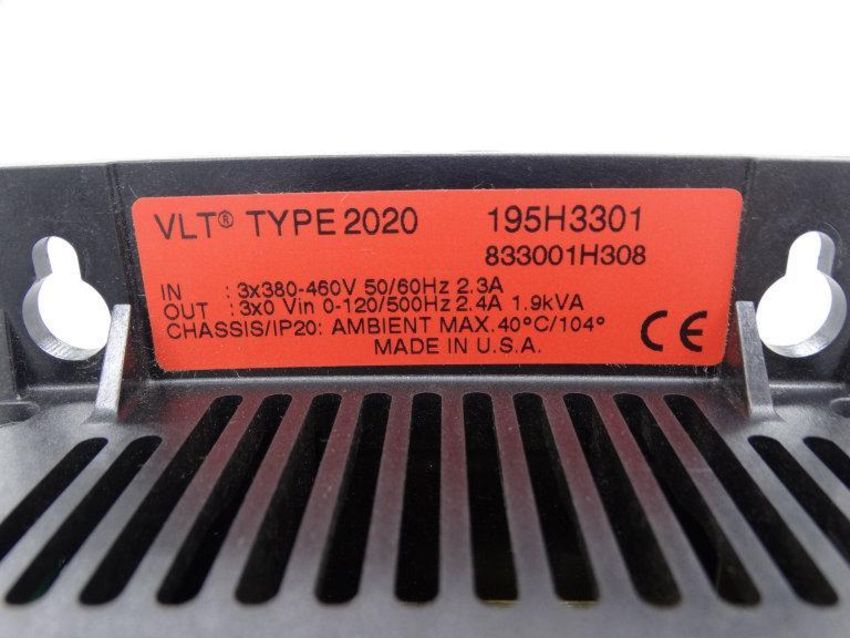 VLT® TYPE 2020 195H3301
833001H308
IN : 3x380-460V 50/60Hz 2.3A
OUT : 3x0 Vin 0-120/500Hz 2.4A 1.9kVA
CHASSIS/IP20: AMBIENT MAX. 40°C/104°
MADE IN U.S.A.
CE